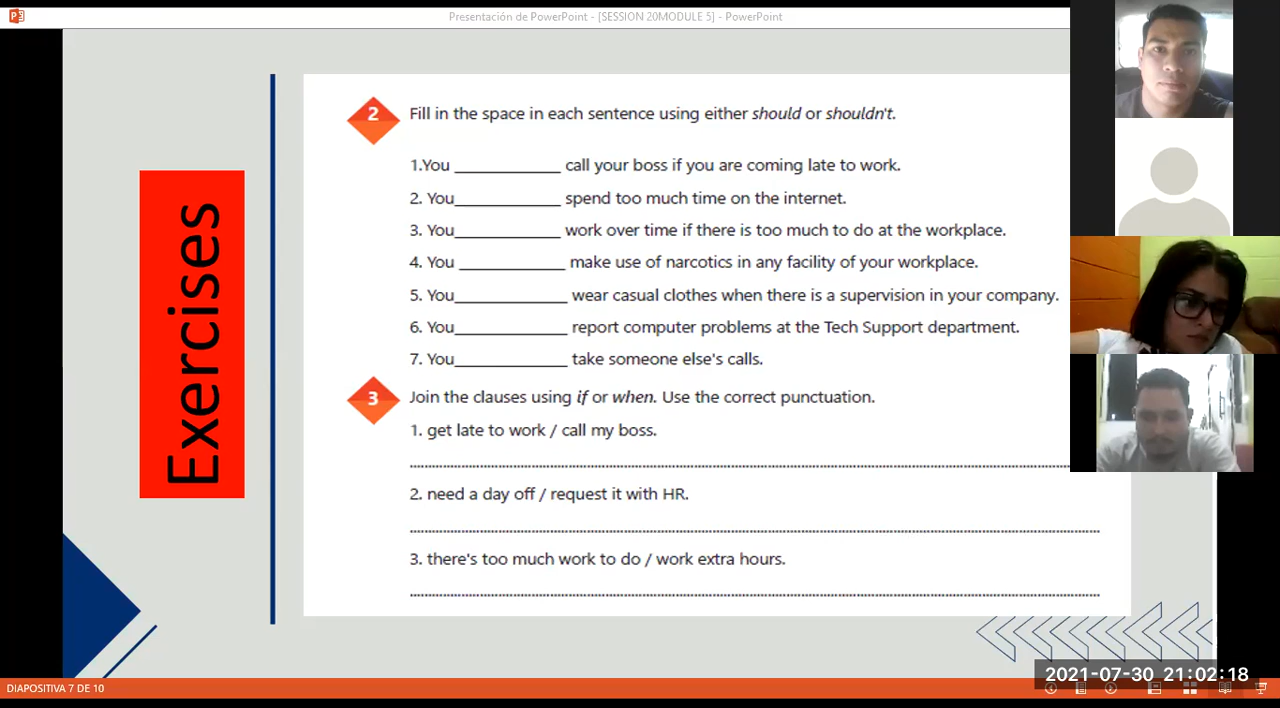 Presentación de PowerPoint - [SESSION 20MODULE 5] - PowerPoint
Exercises
2 Fill in the space in each sentence using either should or shouldn't.
1.You ____________ call your boss if you are coming late to work.
2. You____________ spend too much time on the internet.
3. You____________ work over time if there is too much to do at the workplace.
4. You ____________ make use of narcotics in any facility of your workplace.
5. You_____________ wear casual clothes when there is a supervision in your company.
6. You_____________ report computer problems at the Tech Support department.
7. You_____________ take someone else's calls.
3 Join the clauses using if or when. Use the correct punctuation.
1. get late to work / call my boss.
2. need a day off / request it with HR.
3. there's too much work to do / work extra hours.
2021-07-30 21:02:18
DIAPOSITIVA 7 DE 10